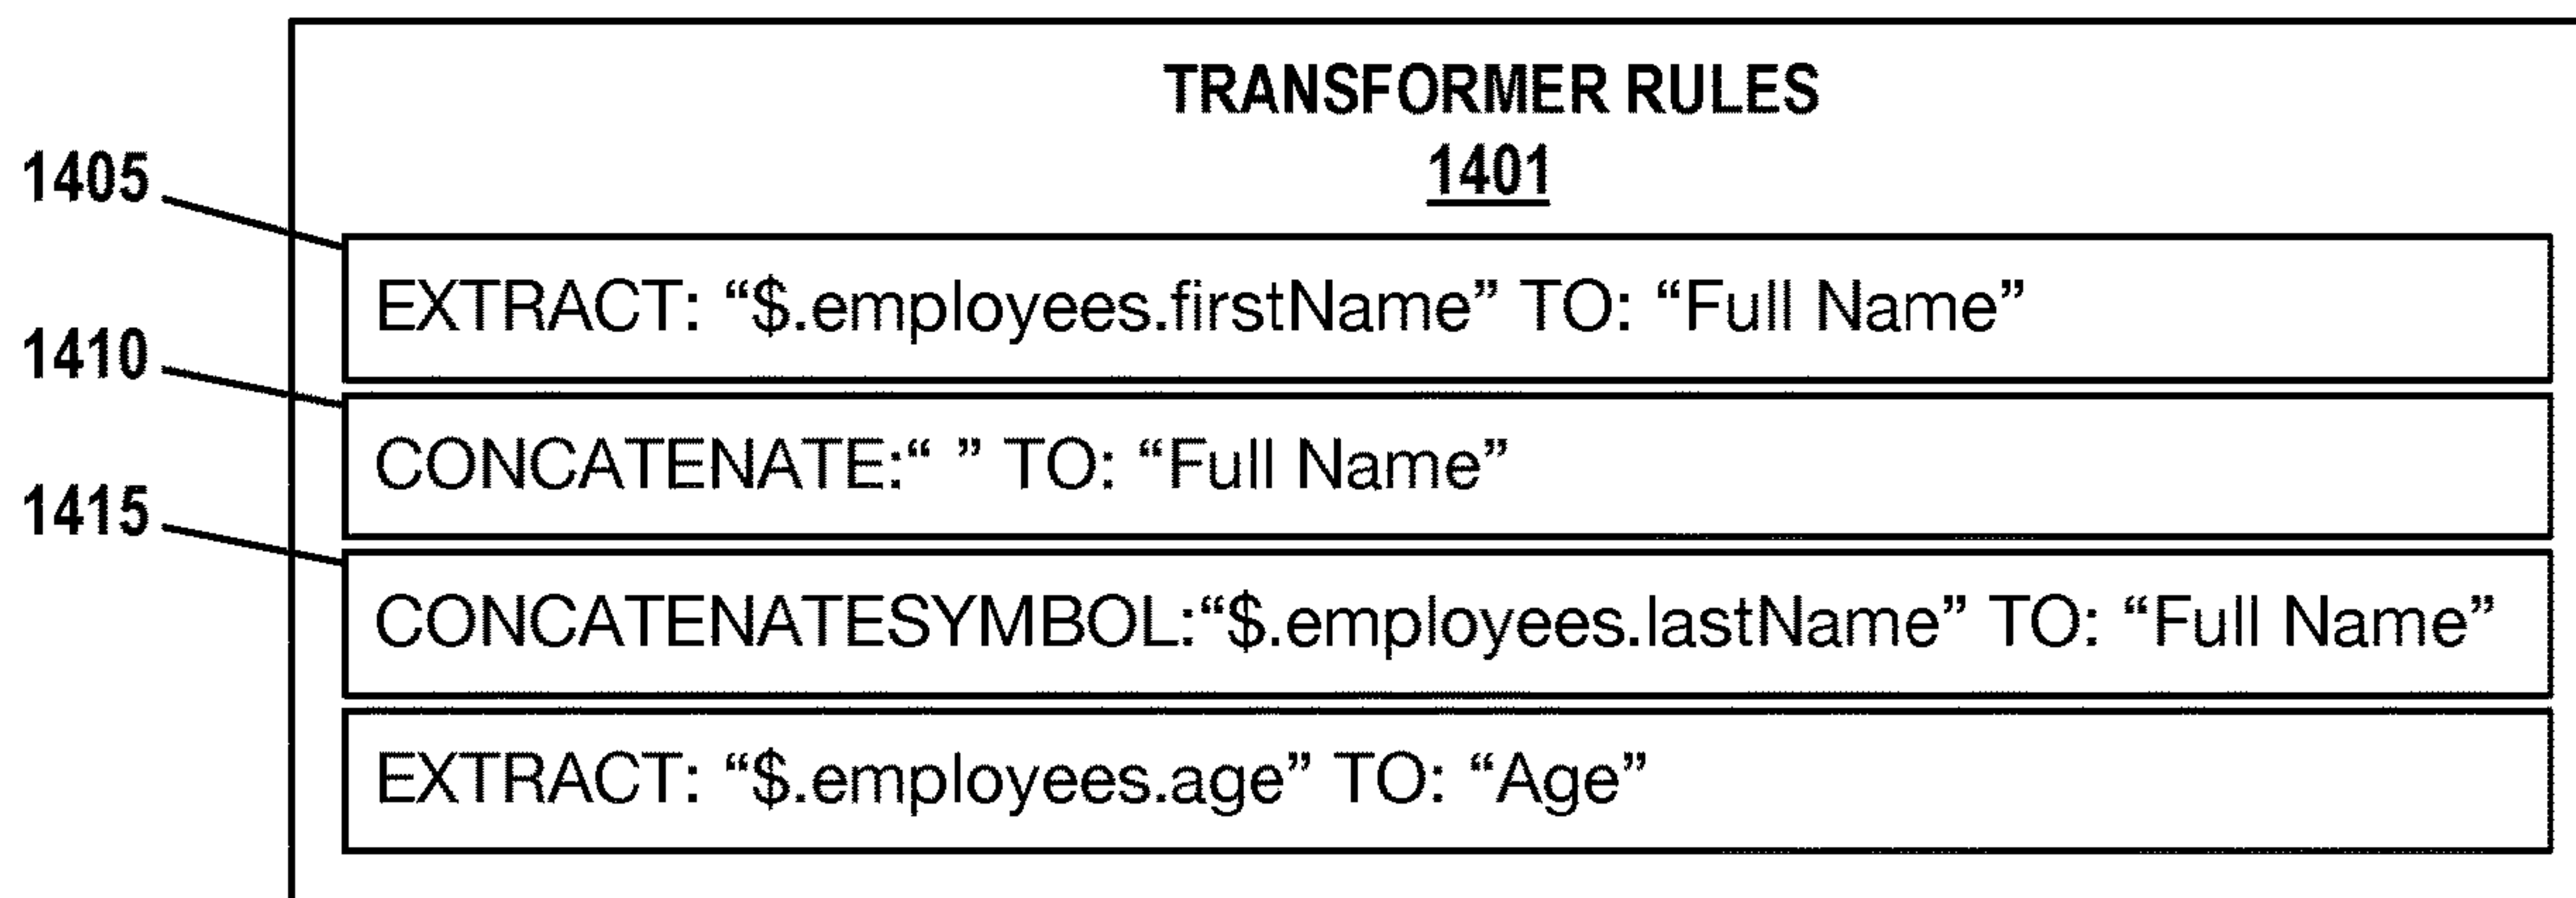 TRANSFORMER RULES
1401
1405
EXTRACT: “$.employees.firstName” TO: “Full Name”
1410
CONCATENATE:“ ” TO: “Full Name”
1415
CONCATENATESYMBOL:“$.employees.lastName” TO: “Full Name”
EXTRACT: “$.employees.age” TO: “Age”